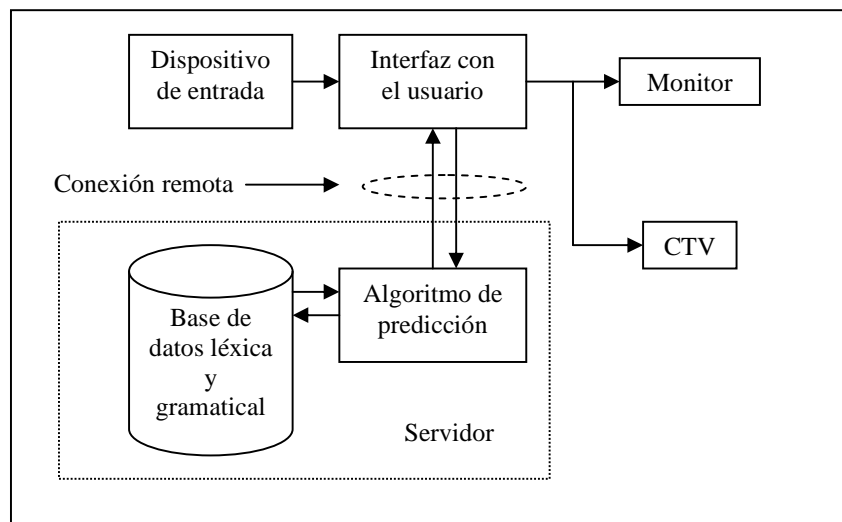 Dispositivo
de entrada
Interfaz con
el usuario
Monitor
Conexión remota
CTV
Base de
datos léxica
y
gramatical
Algoritmo de
predicción
Servidor